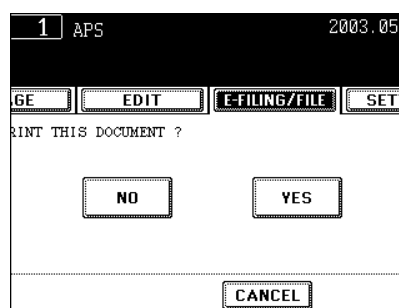 1 APS 2003.05
GE EDIT E-FILING/FILE SET
RINT THIS DOCUMENT ?
NO YES
CANCEL